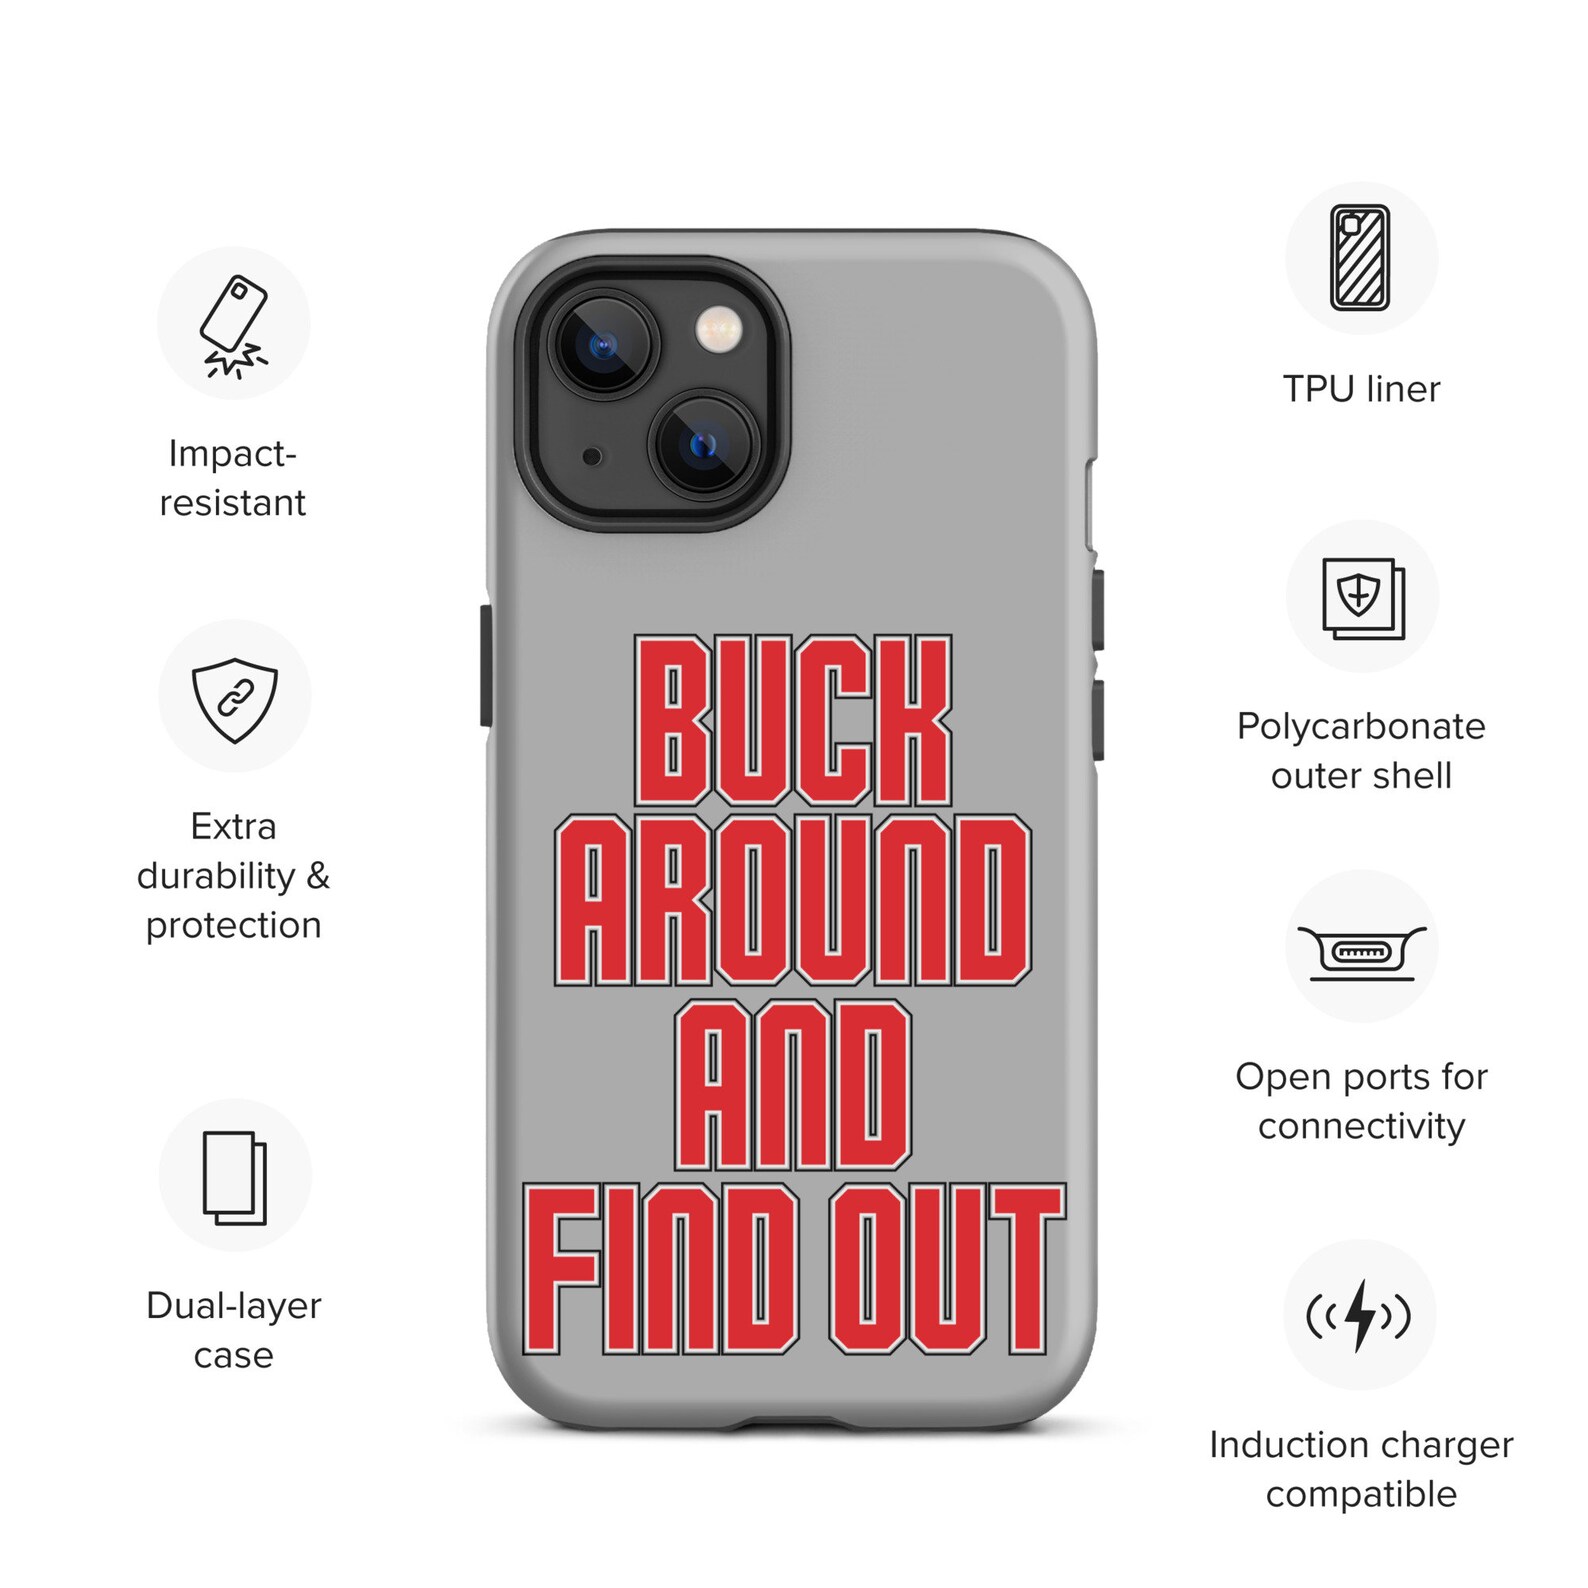 Impact-
resistant
Extra
durability &
protection
Dual-layer
case
BUCK
AROUND
AND
FIND OUT
TPU liner
Polycarbonate
outer shell
Open ports for
connectivity
Induction charger
compatible